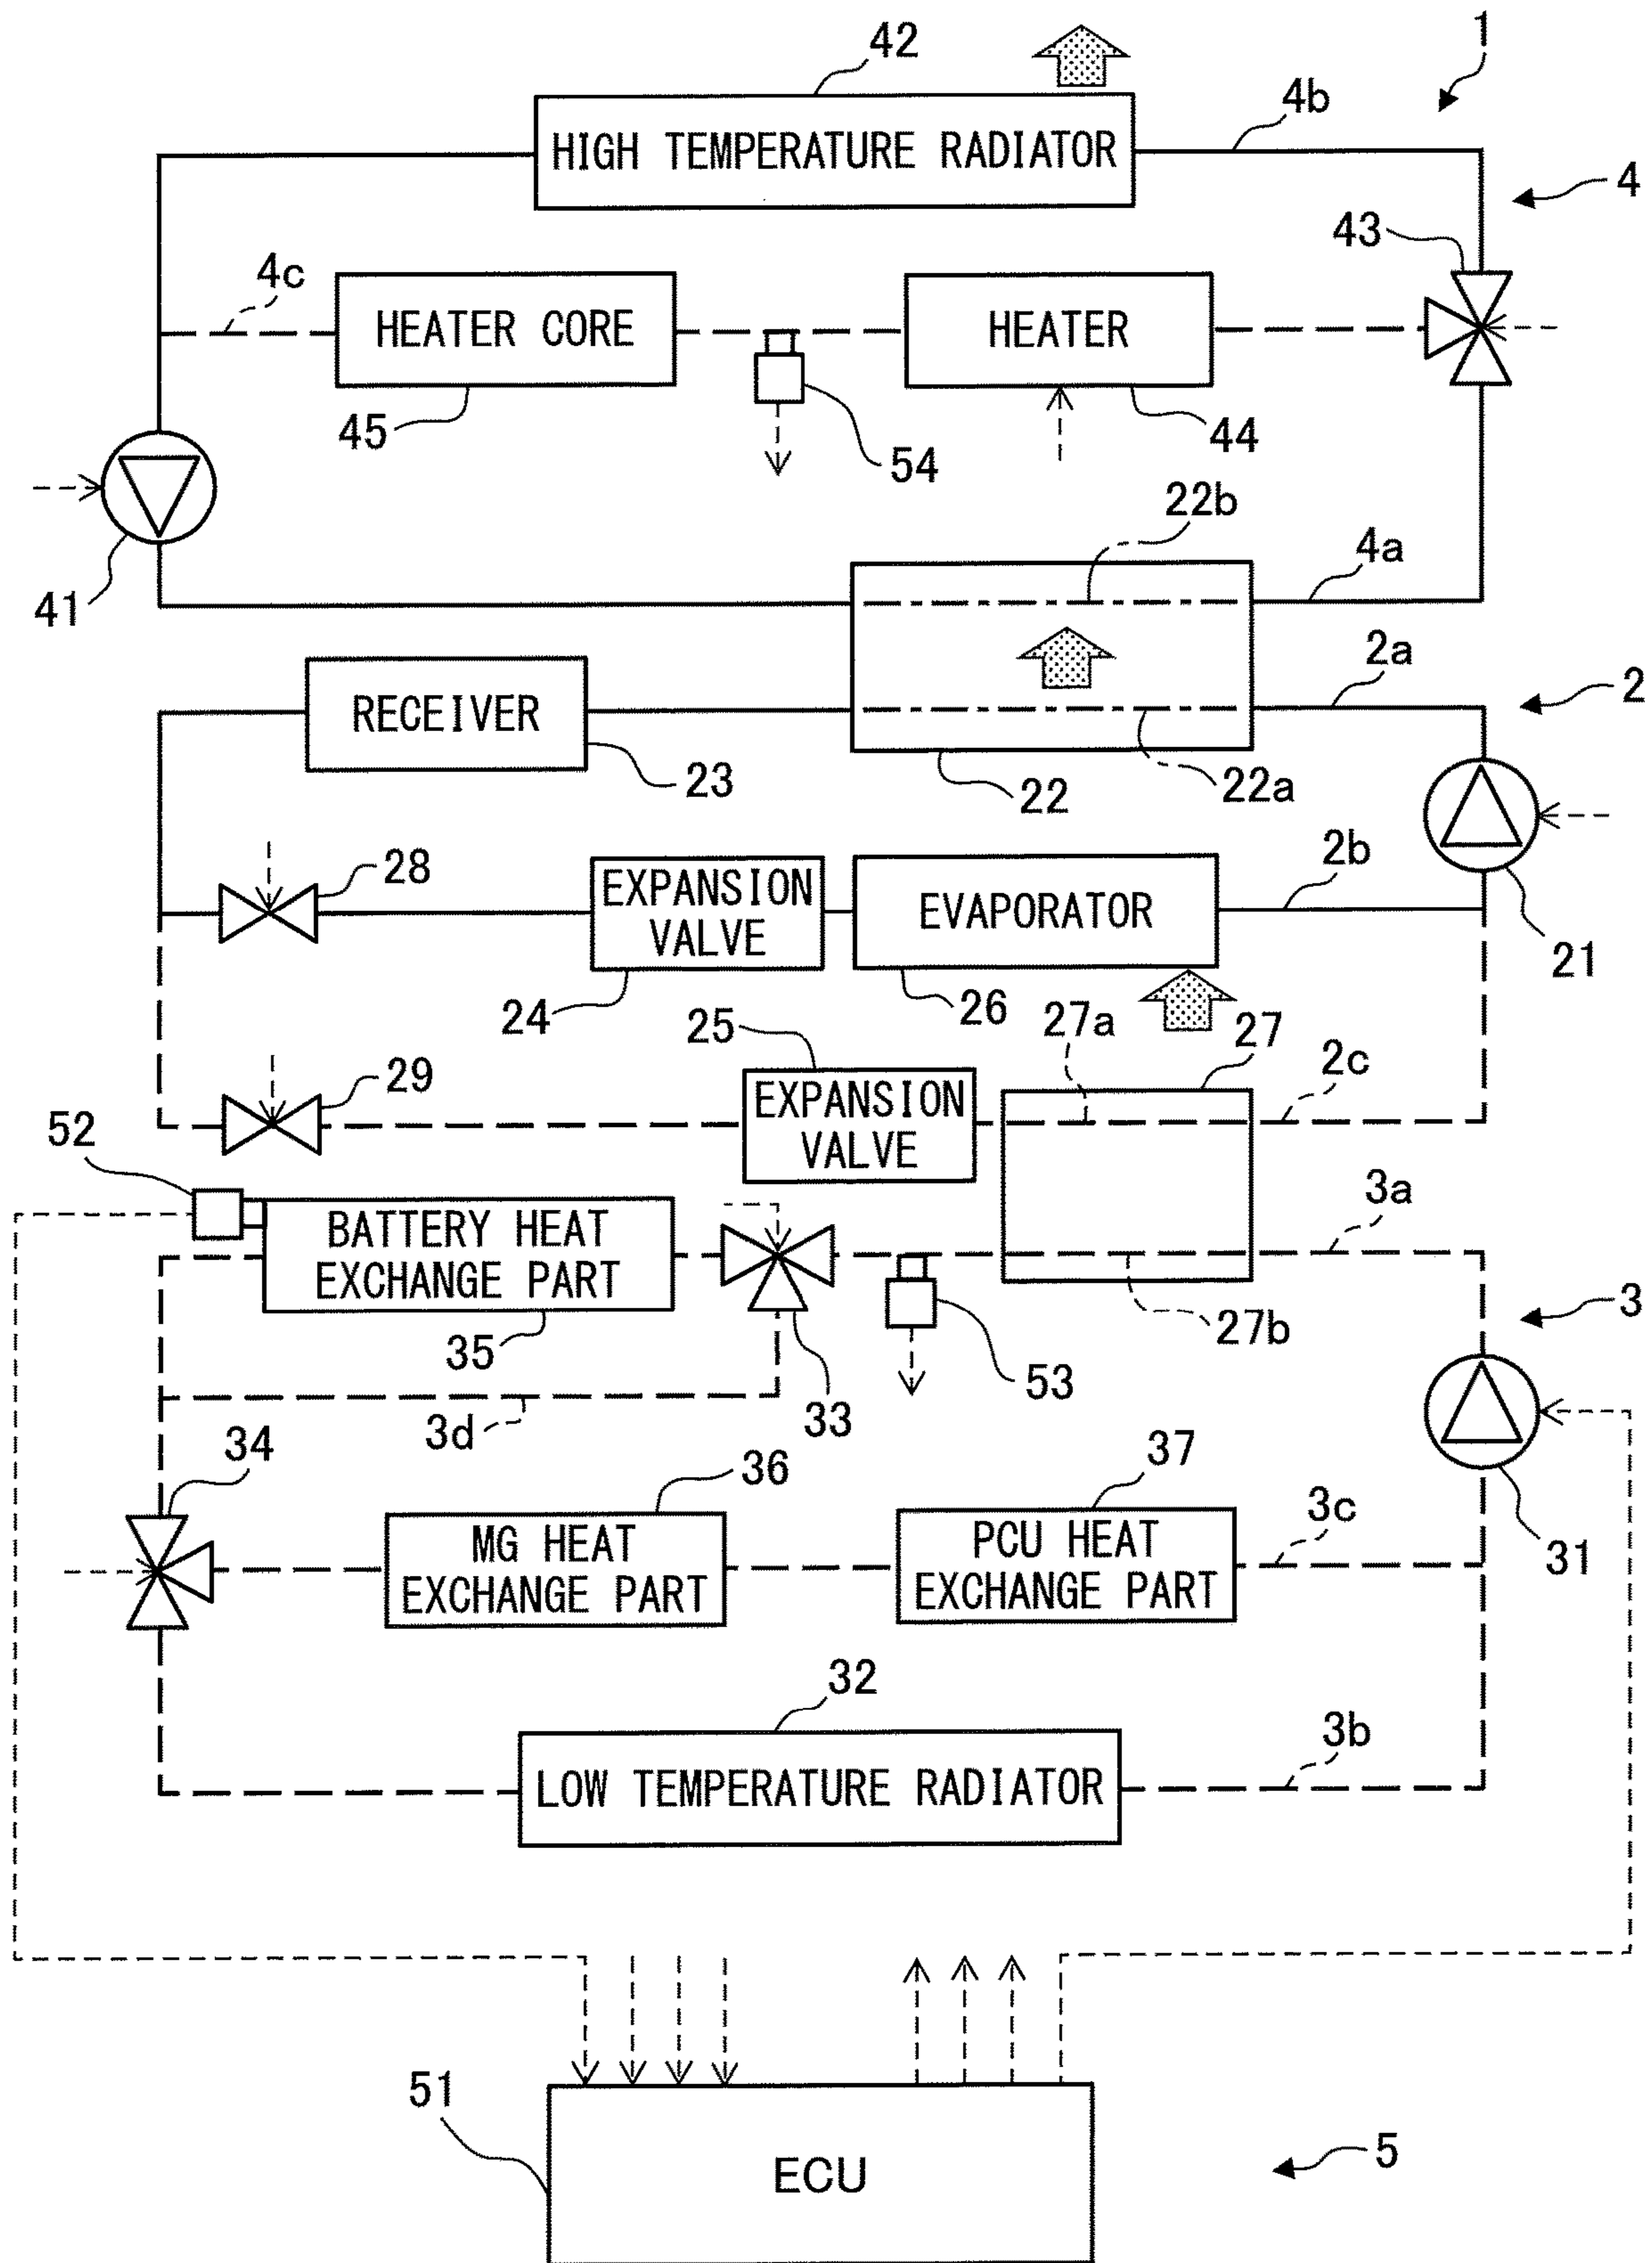 42
1
4b
HIGH TEMPERATURE RADIATOR
4
43
4c
HEATER CORE
HEATER
45
54
44
22b
4a
41
2a
2
RECEIVER
23
22
22a
28
2b
EXPANSION
VALVE
EVAPORATOR
21
24
26
25
27a
27
29
2c
52
EXPANSION
VALVE
3a
BATTERY HEAT
EXCHANGE PART
27b
3
35
53
33
3d
34
36
37
3c
MG HEAT
EXCHANGE PART
PCU HEAT
EXCHANGE PART
31
32
3b
LOW TEMPERATURE RADIATOR
51
ECU
5